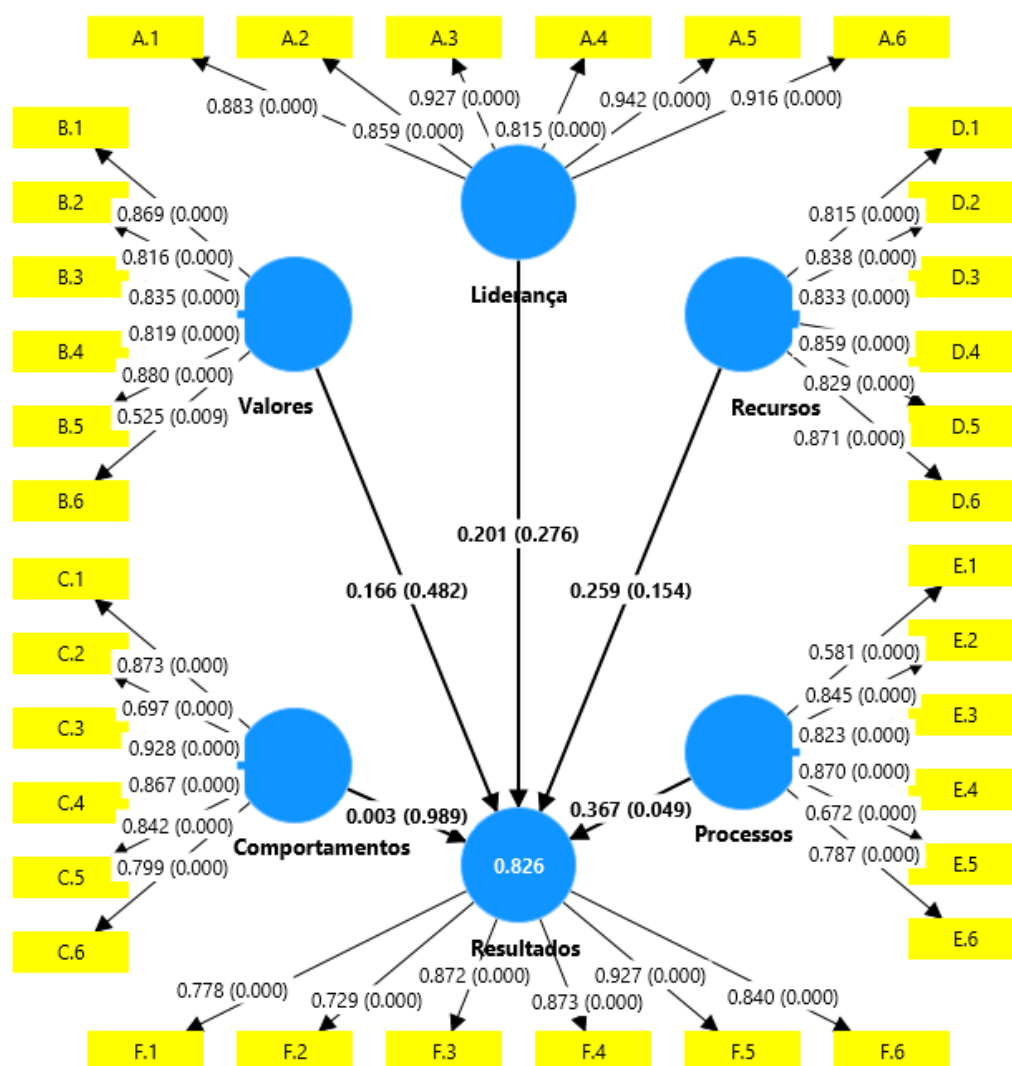 A.1 A.2 A.3 A.4 A.5 A.6
0.883 (0.000) 0.859 (0.000) 0.927 (0.000) 0.815 (0.000) 0.942 (0.000) 0.916 (0.000)
B.1
B.2
B.3
B.4
B.5
B.6
0.869 (0.000)
0.816 (0.000)
0.835 (0.000)
0.819 (0.000)
0.880 (0.000)
0.525 (0.009)
Valores
Liderança
D.1
D.2
D.3
D.4
D.5
D.6
0.815 (0.000)
0.838 (0.000)
0.833 (0.000)
0.859 (0.000)
0.829 (0.000)
0.871 (0.000)
Recursos
0.201 (0.276)
0.166 (0.482)
0.259 (0.154)
C.1
C.2
C.3
C.4
C.5
C.6
0.873 (0.000)
0.697 (0.000)
0.928 (0.000)
0.867 (0.000)
0.842 (0.000)
0.799 (0.000)
Comportamentos
0.003 (0.989)
0.367 (0.049)
E.1
E.2
E.3
E.4
E.5
E.6
0.581 (0.000)
0.845 (0.000)
0.823 (0.000)
0.870 (0.000)
0.672 (0.000)
0.787 (0.000)
Processos
0.826
Resultados
0.778 (0.000) 0.729 (0.000) 0.872 (0.000) 0.873 (0.000) 0.927 (0.000) 0.840 (0.000)
F.1 F.2 F.3 F.4 F.5 F.6